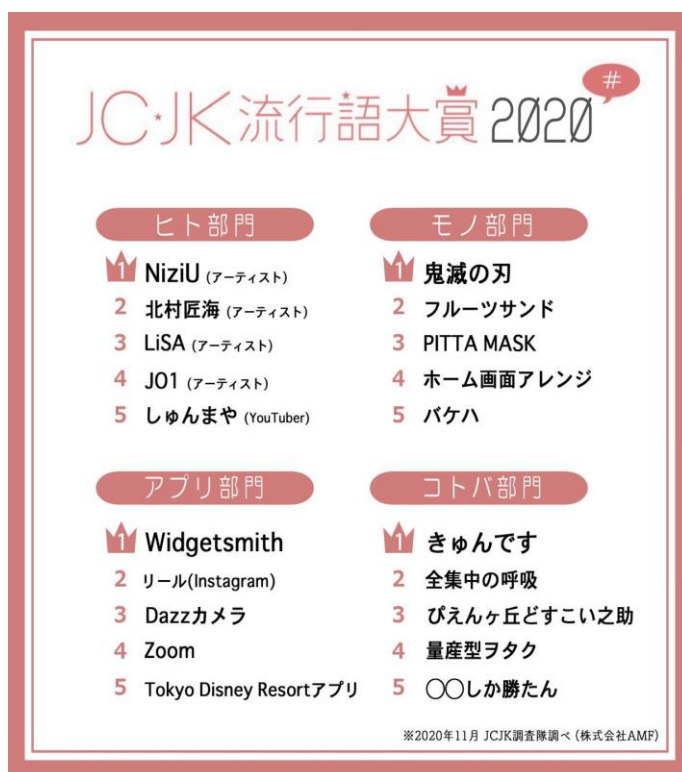 JC★JK流行語大賞2020
#
ヒト部門
1 NiziU (アーティスト)
2 北村匠海 (アーティスト)
3 LiSA (アーティスト)
4 JO1 (アーティスト)
5 しゅんまや (YouTuber)
モノ部門
1 鬼滅の刃
2 フルーツサンド
3 PITTA MASK
4 ホーム画面アレンジ
5 バケハ
アプリ部門
1 Widgetsmith
2 リール(Instagram)
3 Dazzカメラ
4 Zoom
5 Tokyo Disney Resortアプリ
コトバ部門
1 きゅんです
2 全集中の呼吸
3 ぴえんヶ丘どすこい之助
4 量産型ヲタク
5 ◯◯しか勝たん
※2020年11月 JCJK調査隊調べ (株式会社AMF)